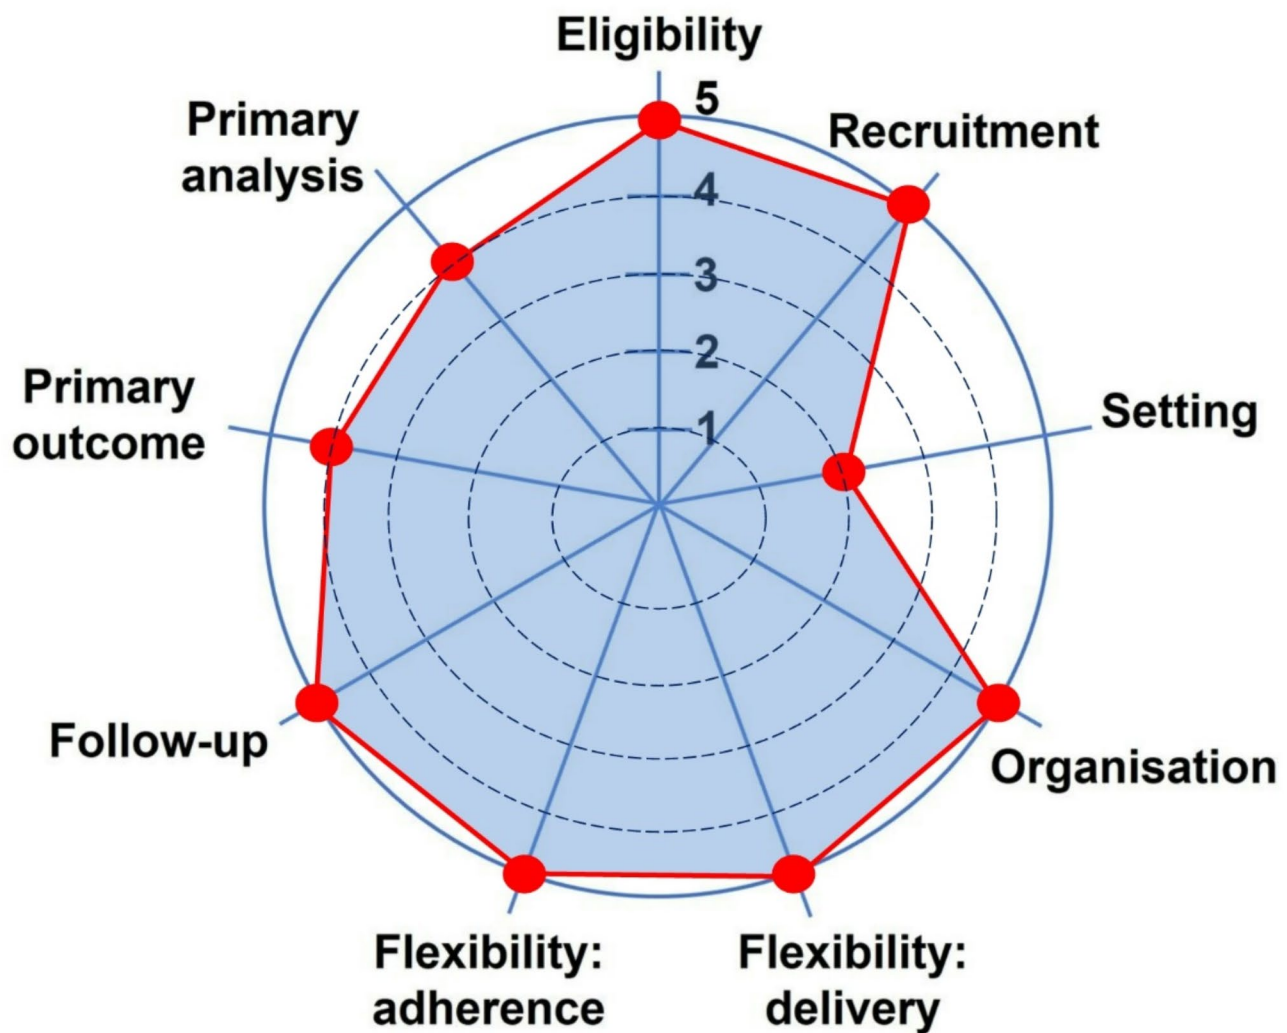 Eligibility
5
Recruitment
Primary
analysis
4
3
2
1
Setting
Primary
outcome
Follow-up
Organisation
Flexibility:
adherence
Flexibility:
delivery